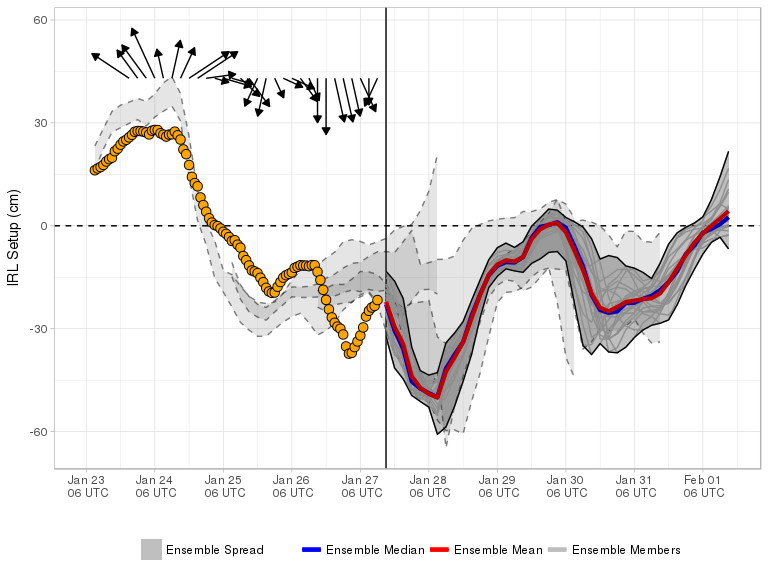 60
30
0
-30
-60
IRL Setup (cm)
Jan 23
06 UTC
Jan 24
06 UTC
Jan 25
06 UTC
Jan 26
06 UTC
Jan 27
06 UTC
Jan 28
06 UTC
Jan 29
06 UTC
Jan 30
06 UTC
Jan 31
06 UTC
Feb 01
06 UTC
Ensemble Spread
Ensemble Median
Ensemble Mean
Ensemble Members